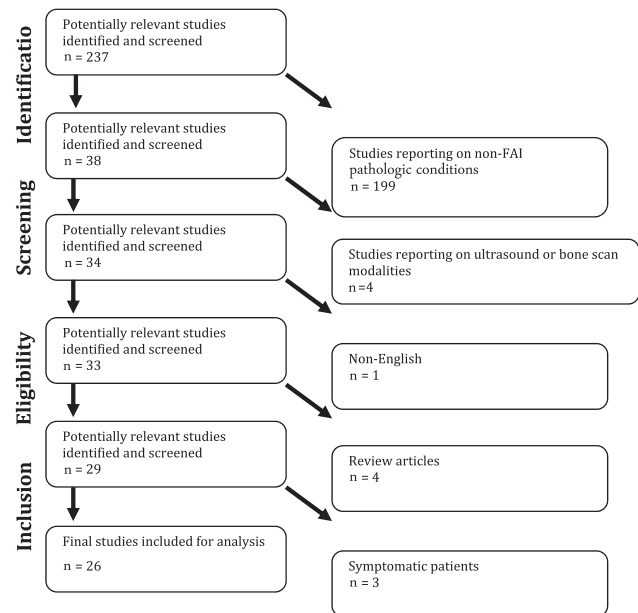 Identificatio
Screening
Eligibility
Inclusion
Potentially relevant studies
identified and screened
n = 237
Potentially relevant studies
identified and screened
n = 38
Studies reporting on non-FAI
pathologic conditions
n = 199
Potentially relevant studies
identified and screened
n = 34
Studies reporting on ultrasound or bone scan
modalities
n=4
Potentially relevant studies
identified and screened
n = 33
Non-English
n = 1
Potentially relevant studies
identified and screened
n = 29
Review articles
n = 4
Final studies included for analysis
n = 26
Symptomatic patients
n = 3